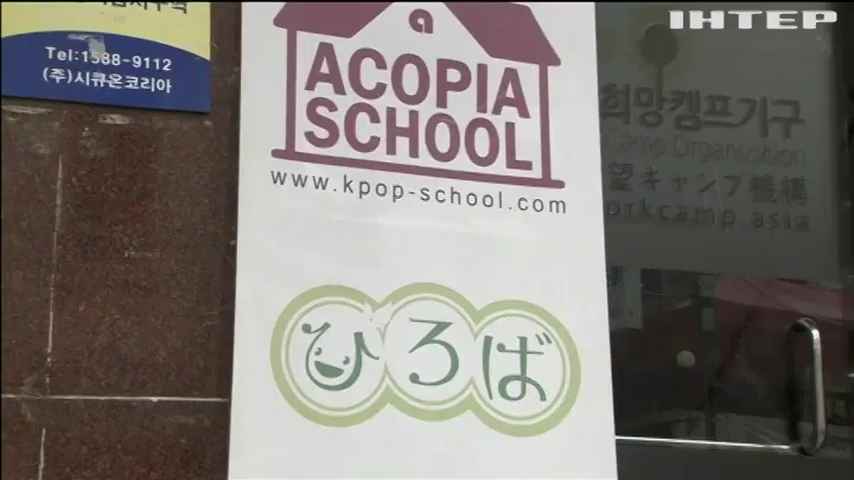 Tel:1588-9112
(주)시큐온코리아
a
ACOPIA
SCHOOL
www.kpop-school.com
ひろば
ІНТЕР
희망캠프기구
Camp Organization
望キャンプ機構
orkcamp asia